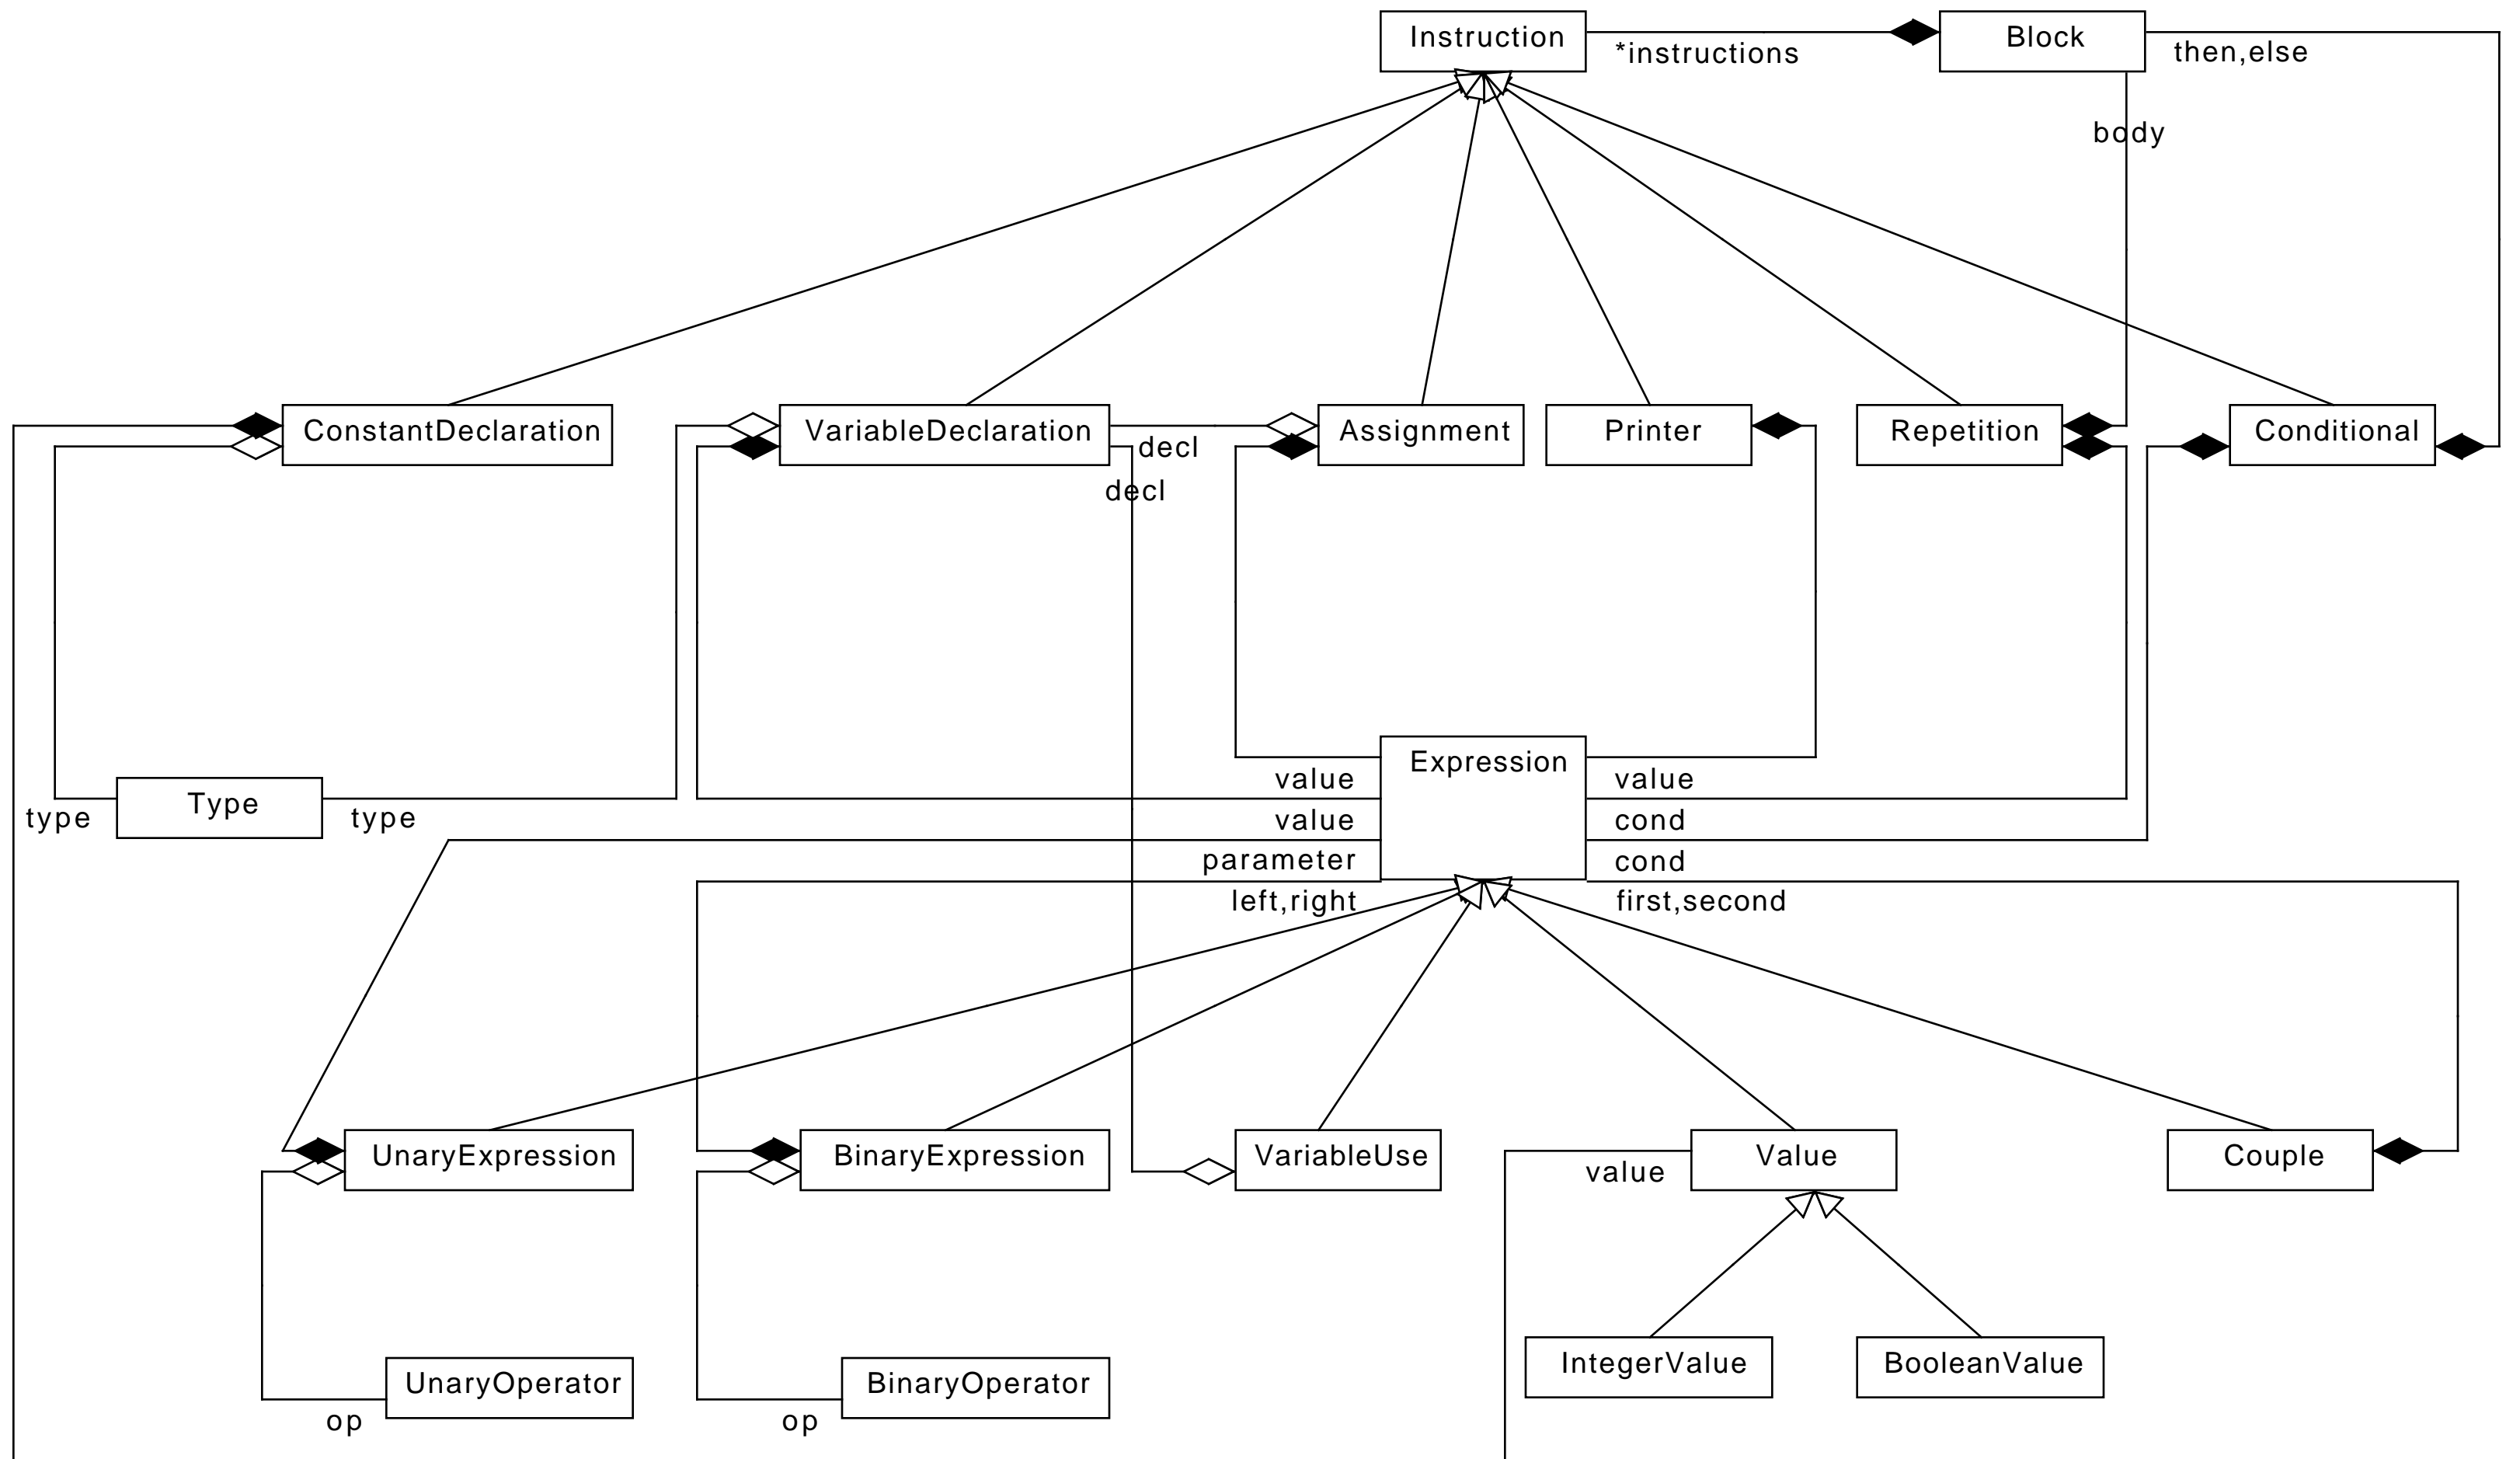 Instruction
*instructions
Block
then,else
body
ConstantDeclaration
VariableDeclaration
decl
decl
Assignment
Printer
Repetition
Conditional
Expression
value
value
value
cond
type
Type
type
parameter
cond
left,right
first,second
UnaryExpression
BinaryExpression
VariableUse
value
Value
Couple
IntegerValue
BooleanValue
UnaryOperator
BinaryOperator
op
op